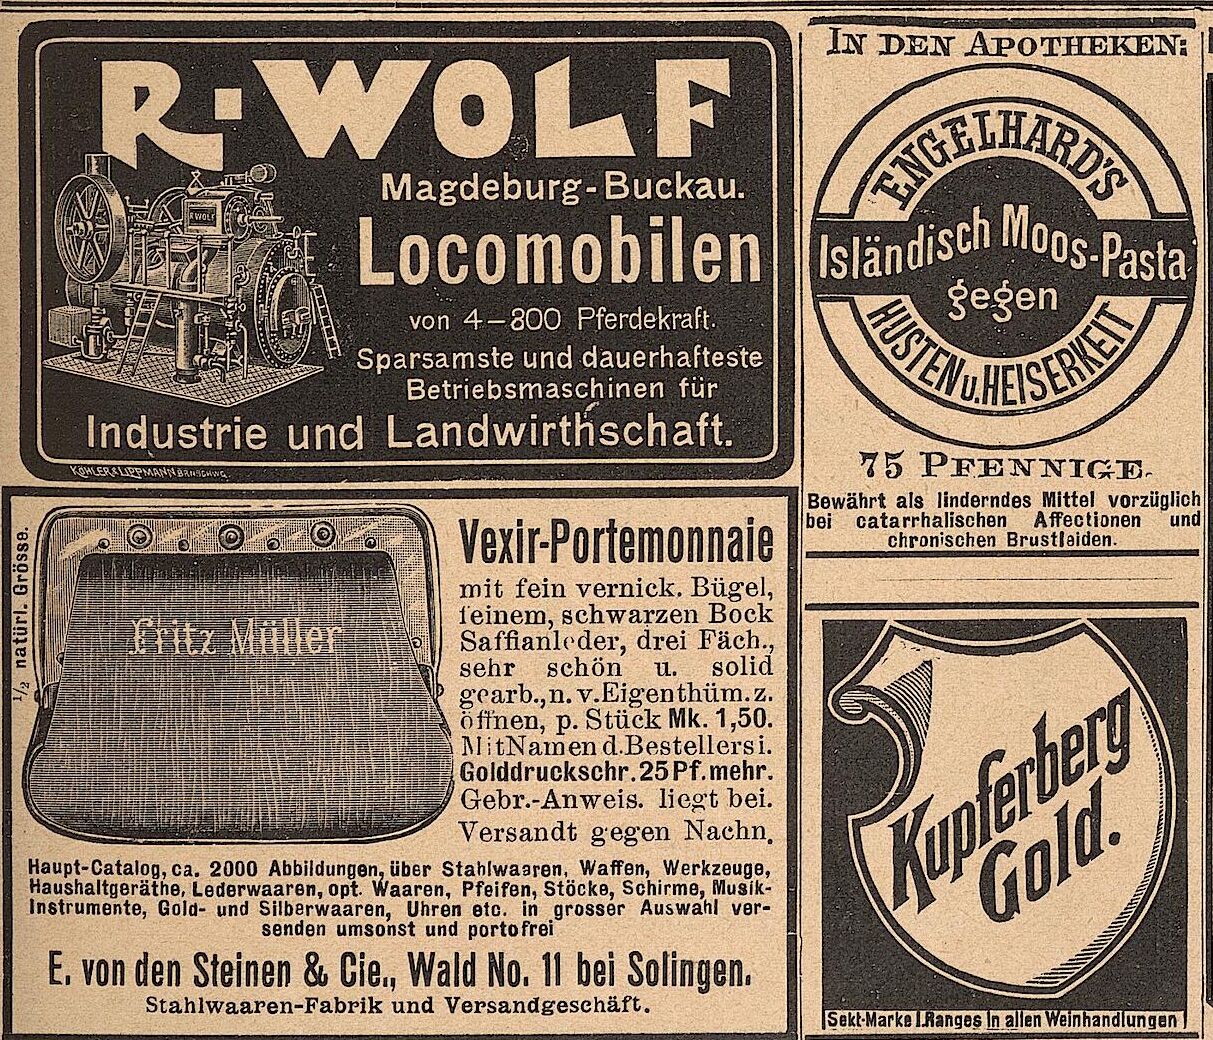 R·WOLF
Magdeburg-Buckau.
Locomobilen
von 4–300 Pferdekraft.
Sparsamste und dauerhafteste
Betriebsmaschinen für
Industrie und Landwirthschaft.
R WOLF
KÖHLER & LIPPMANN BRNSCHWG.
IN DEN APOTHEKEN:
ENGELHARD'S
Isländisch Moos-Pasta
gegen
HUSTEN u. HEISERKEIT
75 PFENNIGE.
Bewährt als linderndes Mittel vorzüglich
bei catarrhalischen Affectionen und
chronischen Brustleiden.
1/2 natürl. Grösse.
Fritz Müller
Vexir-Portemonnaie
mit fein vernick. Bügel,
feinem, schwarzen Bock
Saffianleder, drei Fäch.,
sehr schön u. solid
gearb., n. v. Eigenthüm. z.
öffnen, p. Stück Mk. 1,50.
Mit Namen d. Bestellers i.
Golddruckschr. 25 Pf. mehr.
Gebr.-Anweis. liegt bei.
Versandt gegen Nachn.
Haupt-Catalog, ca. 2000 Abbildungen, über Stahlwaaren, Waffen, Werkzeuge,
Haushaltgeräthe, Lederwaaren, opt. Waaren, Pfeifen, Stöcke, Schirme, Musik-
Instrumente, Gold- und Silberwaaren, Uhren etc. in grosser Auswahl ver-
senden umsonst und portofrei
E. von den Steinen & Cie., Wald No. 11 bei Solingen.
Stahlwaaren-Fabrik und Versandgeschäft.
Kupferberg
Gold.
Sekt-Marke I. Ranges In allen Weinhandlungen